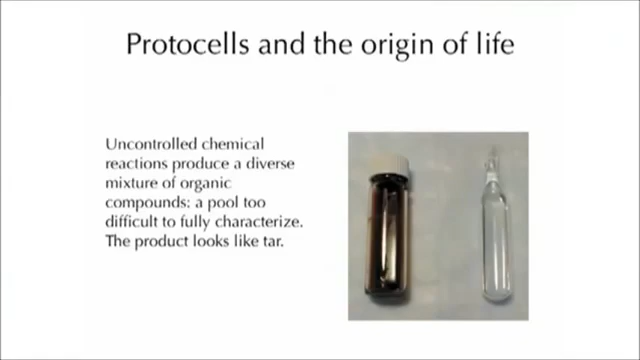 Protocells and the origin of life
Uncontrolled chemical
reactions produce a diverse
mixture of organic
compounds: a pool too
difficult to fully characterize.
The product looks like tar.